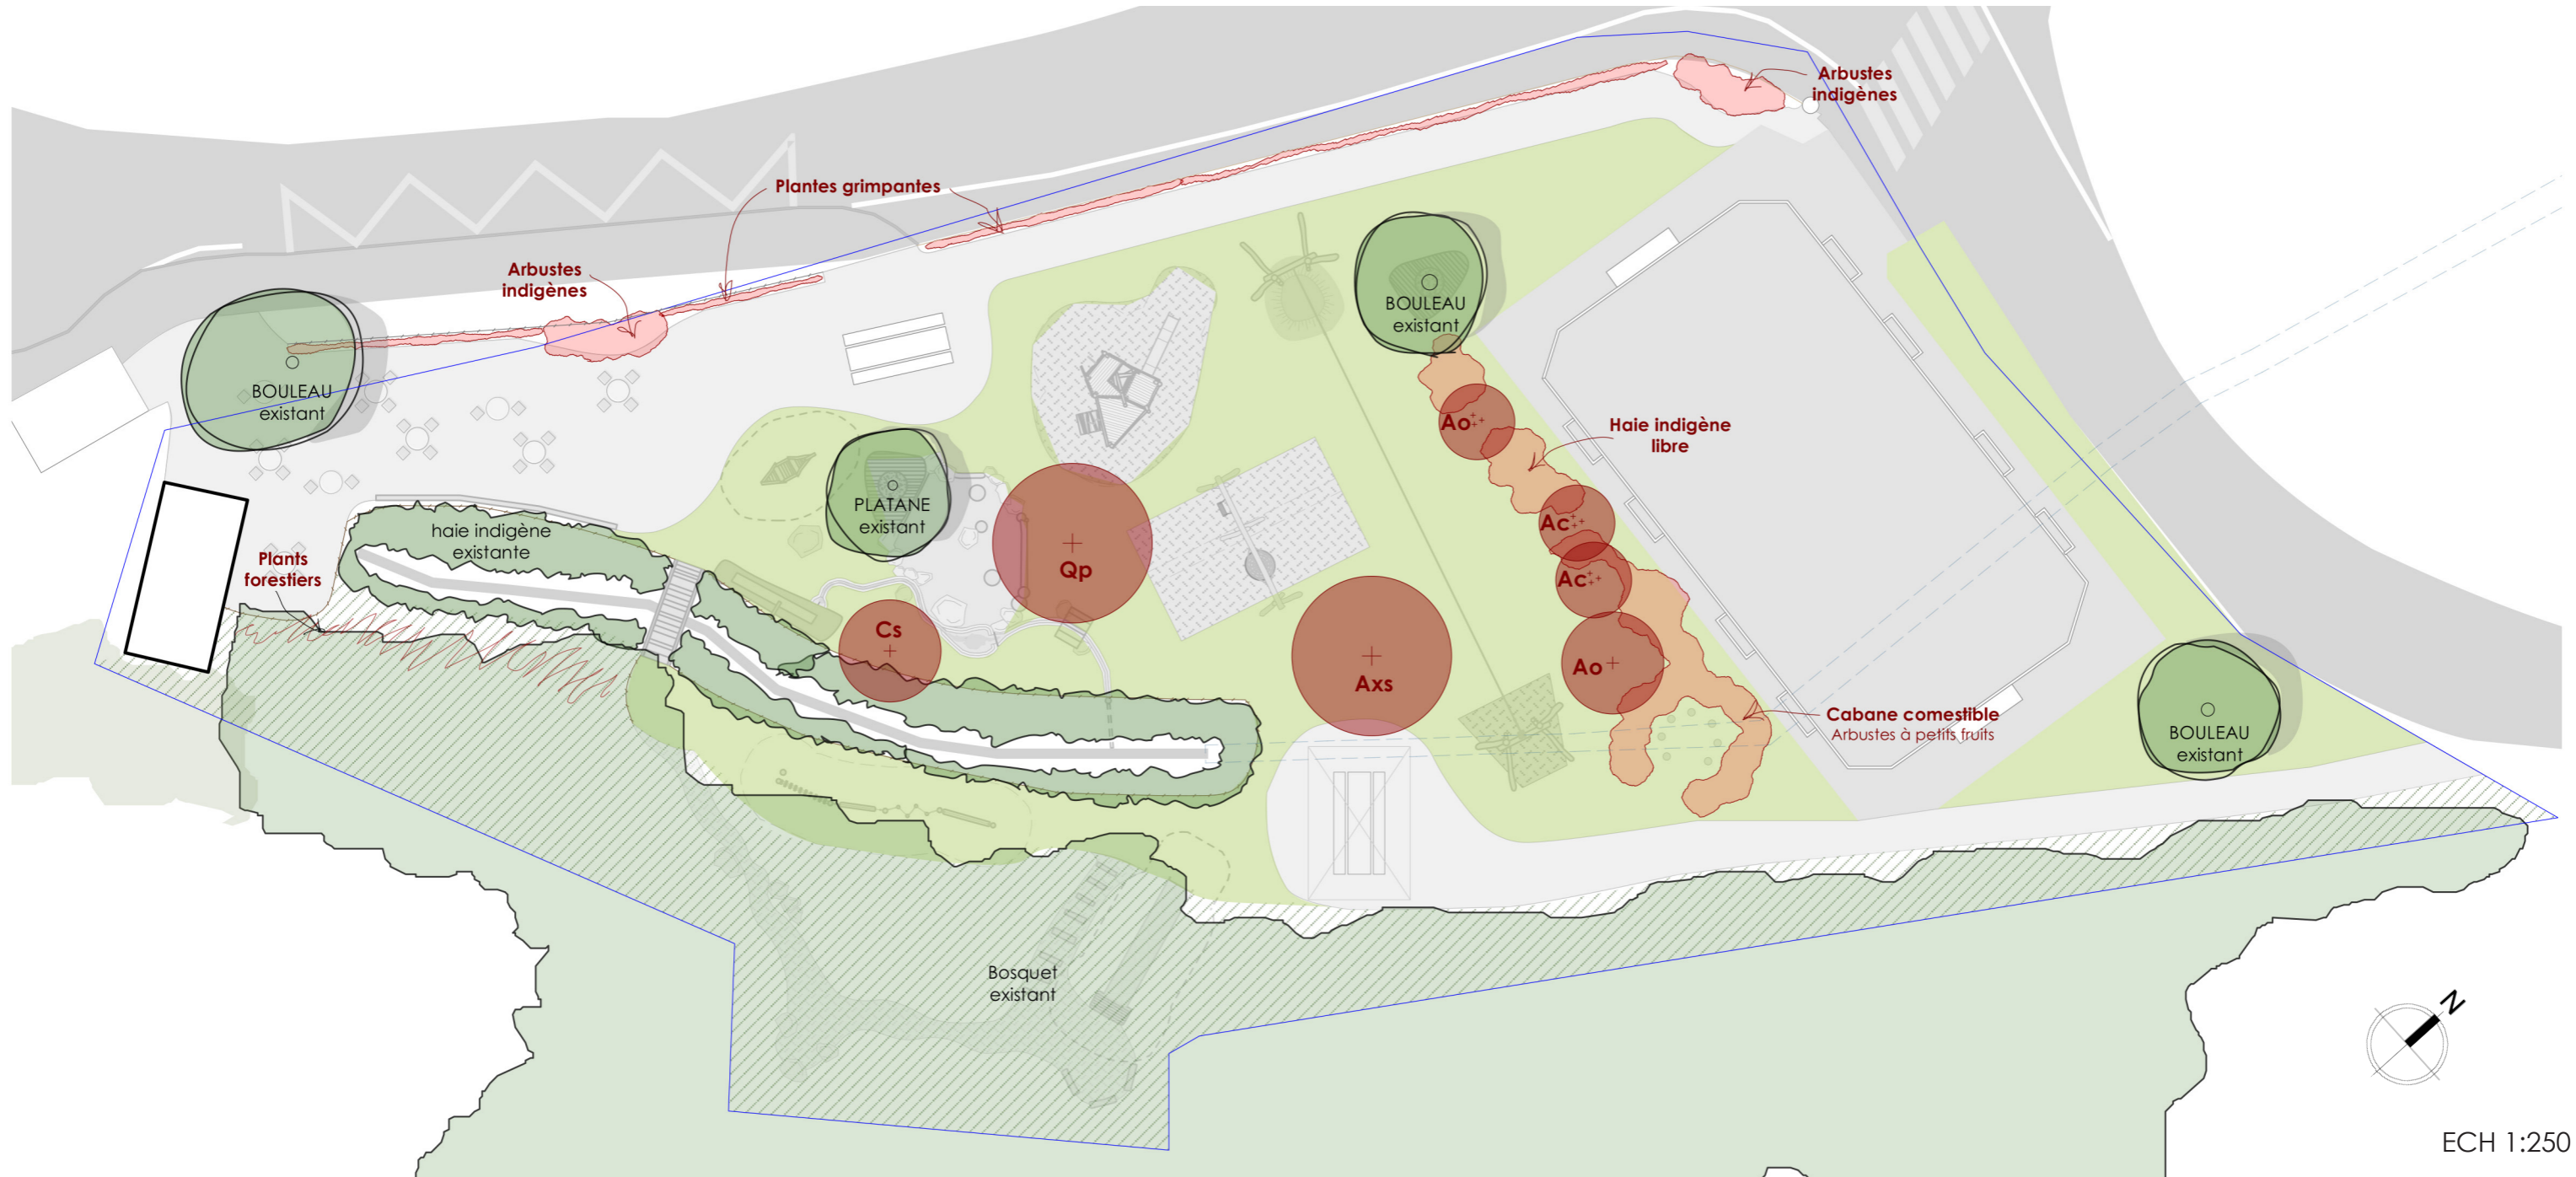 Arbustes
indigènes
Plantes grimpantes
Arbustes
indigènes
BOULEAU
existant
BOULEAU
existant
Ao
Haie indigène
libre
PLATANE
existant
haie indigène
existante
Plants
forestiers
Qp
Ac
Ac
Cs
Axs
Ao
Cabane comestible
Arbustes à petits fruits
BOULEAU
existant
Bosquet
existant
N
ECH 1:250